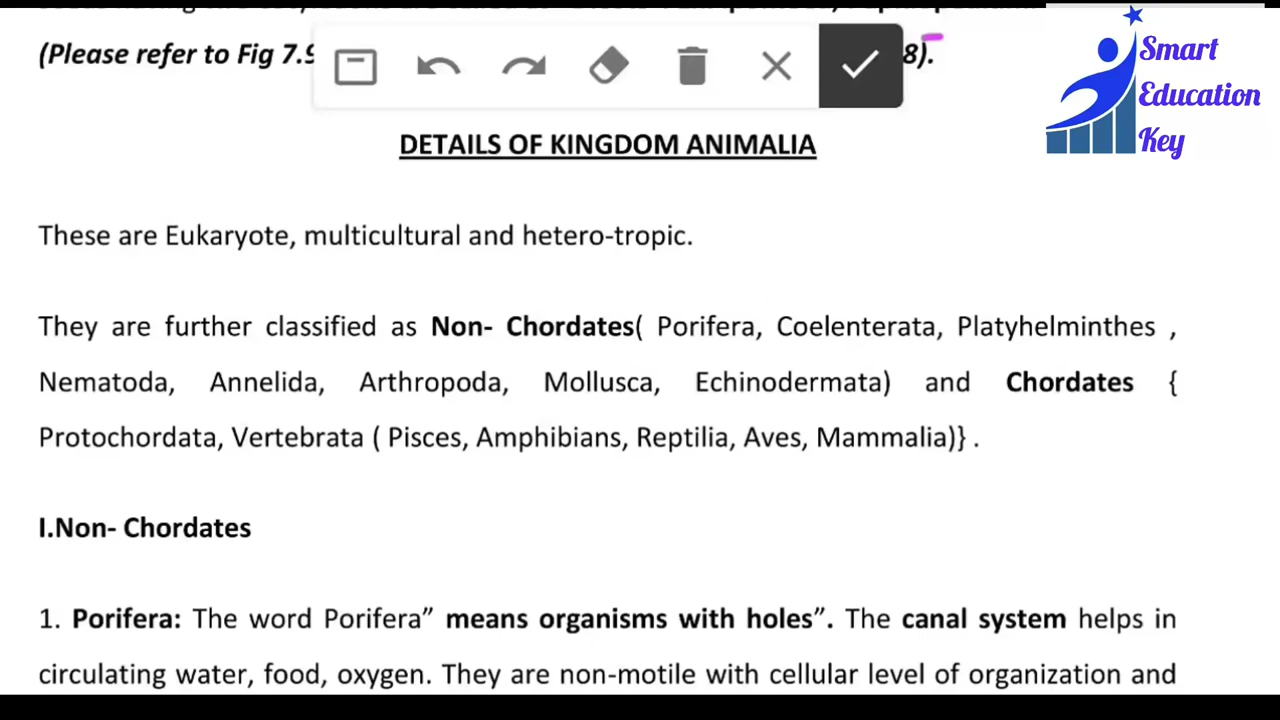 (Please refer to Fig 7.9
8).
Smart
Education
Key
DETAILS OF KINGDOM ANIMALIA
These are Eukaryote, multicultural and hetero-tropic.
They are further classified as Non- Chordates( Porifera, Coelenterata, Platyhelminthes ,
Nematoda, Annelida, Arthropoda, Mollusca, Echinodermata) and Chordates {
Protochordata, Vertebrata ( Pisces, Amphibians, Reptilia, Aves, Mammalia)} .
I.Non- Chordates
1. Porifera: The word Porifera” means organisms with holes”. The canal system helps in
circulating water, food, oxygen. They are non-motile with cellular level of organization and